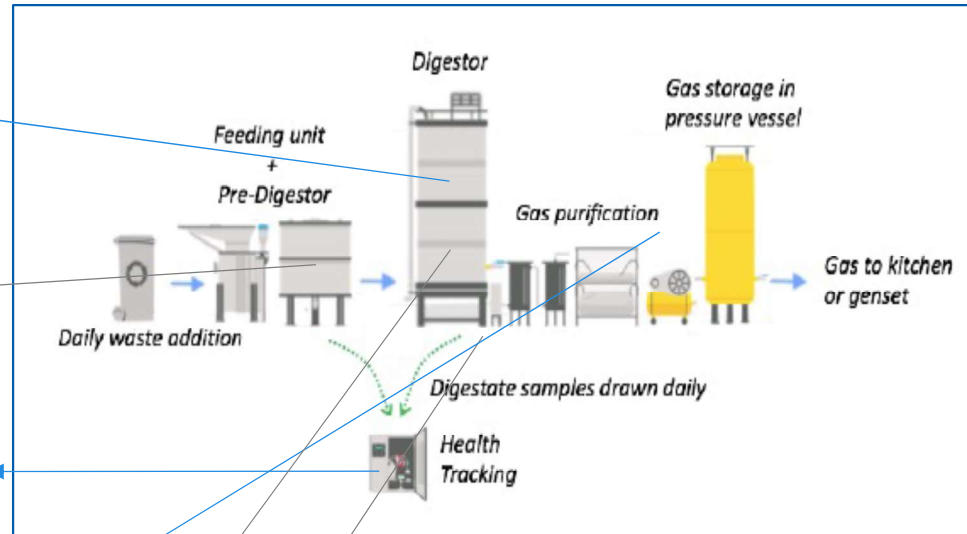 Digestor
Gas storage in
pressure vessel
Feeding unit
+
Pre-Digestor
Gas purification
Gas to kitchen
or genset
Daily waste addition
Digestate samples drawn daily
Health
Tracking